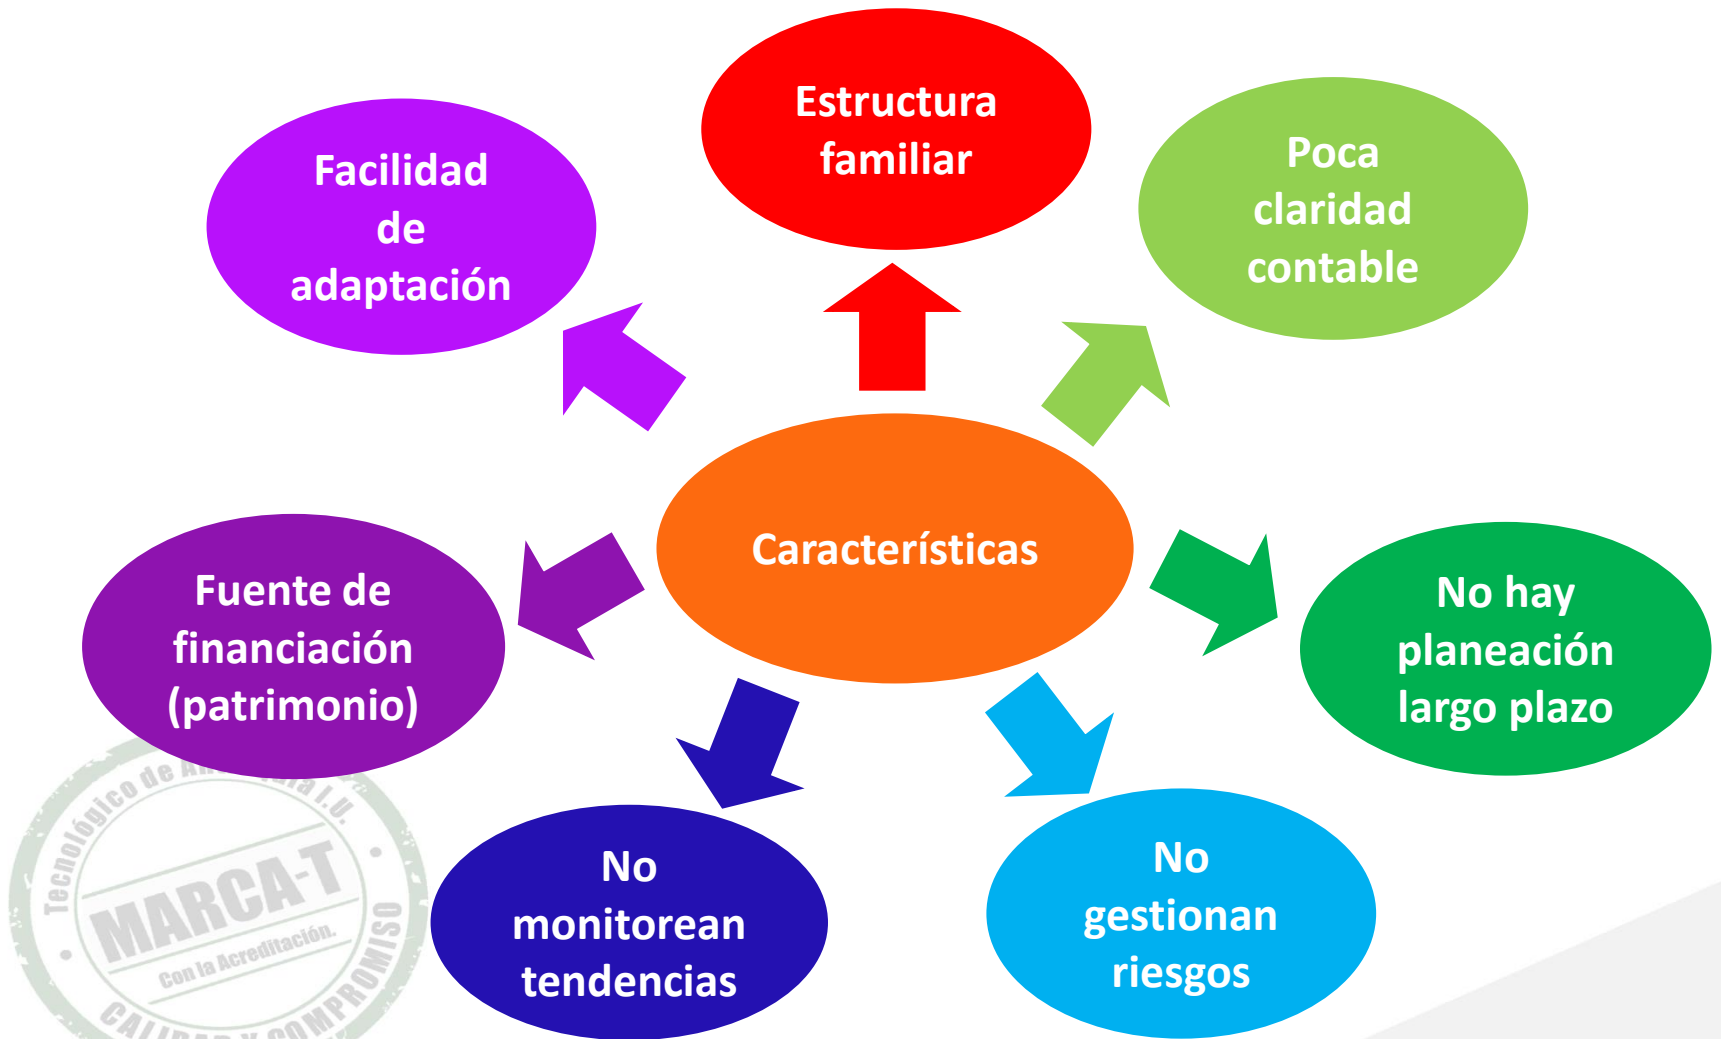 Estructura
familiar
Poca
claridad
contable
No hay
planeación
largo plazo
No
gestionan
riesgos
No
monitorean
tendencias
Fuente de
financiación
(patrimonio)
Facilidad
de
adaptación
Características
Tecnológico de
I.U.
MARCA-T
Con la Acreditación.
CALIDAD Y COMPROMISO